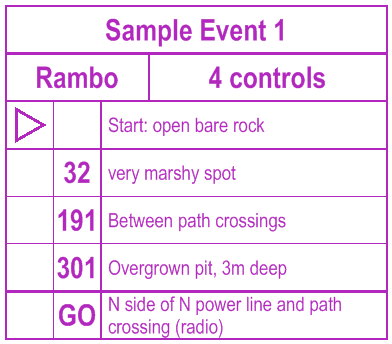 Sample Event 1
Rambo 4 controls
Start: open bare rock
32 very marshy spot
191 Between path crossings
301 Overgrown pit, 3m deep
GO N side of N power line and path
crossing (radio)